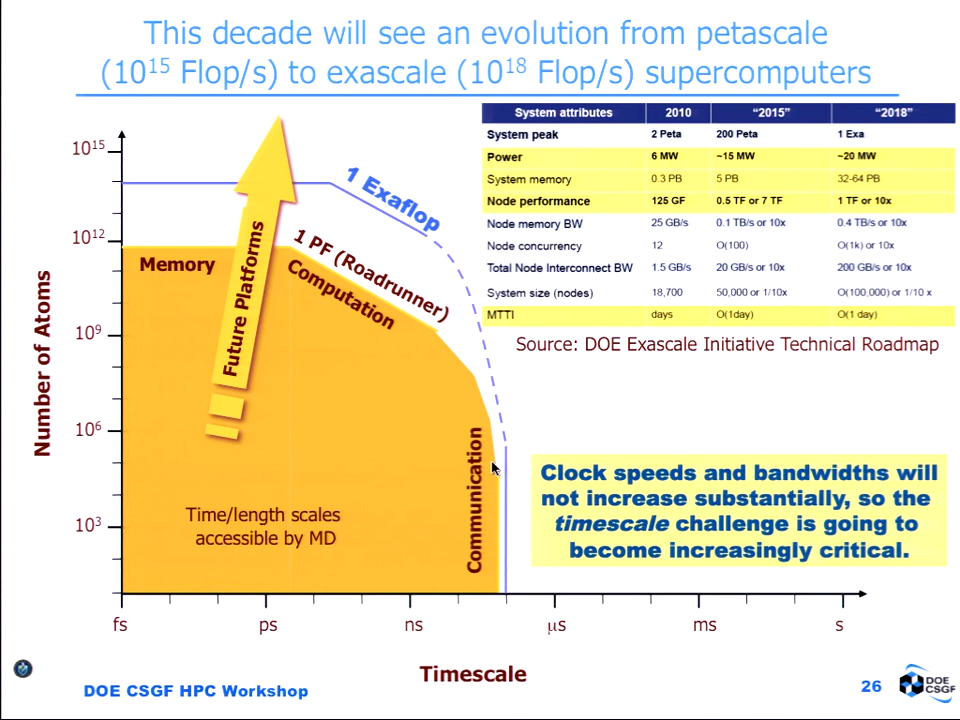 This decade will see an evolution from petascale
(10¹⁵ Flop/s) to exascale (10¹⁸ Flop/s) supercomputers
System attributes 2010 “2015” “2018”
System peak 2 Peta 200 Peta 1 Exa
Power 6 MW ~15 MW ~20 MW
System memory 0.3 PB 5 PB 32-64 PB
Node performance 125 GF 0.5 TF or 7 TF 1 TF or 10x
Node memory BW 25 GB/s 0.1 TB/s or 10x 0.4 TB/s or 10x
Node concurrency 12 O(100) O(1k) or 10x
Total Node Interconnect BW 1.5 GB/s 20 GB/s or 10x 200 GB/s or 10x
System size (nodes) 18,700 50,000 or 1/10x O(100,000) or 1/10 x
MTTI days O(1day) O(1 day)
Source: DOE Exascale Initiative Technical Roadmap
Number of Atoms
10¹⁵
10¹²
10⁹
10⁶
10³
1 Exaflop
1 PF (Roadrunner)
Memory
Computation
Future Platforms
Communication
Time/length scales
accessible by MD
Clock speeds and bandwidths will
not increase substantially, so the
timescale challenge is going to
become increasingly critical.
fs ps ns μs ms s
Timescale
DOE CSGF HPC Workshop
26
DOE
CSGF